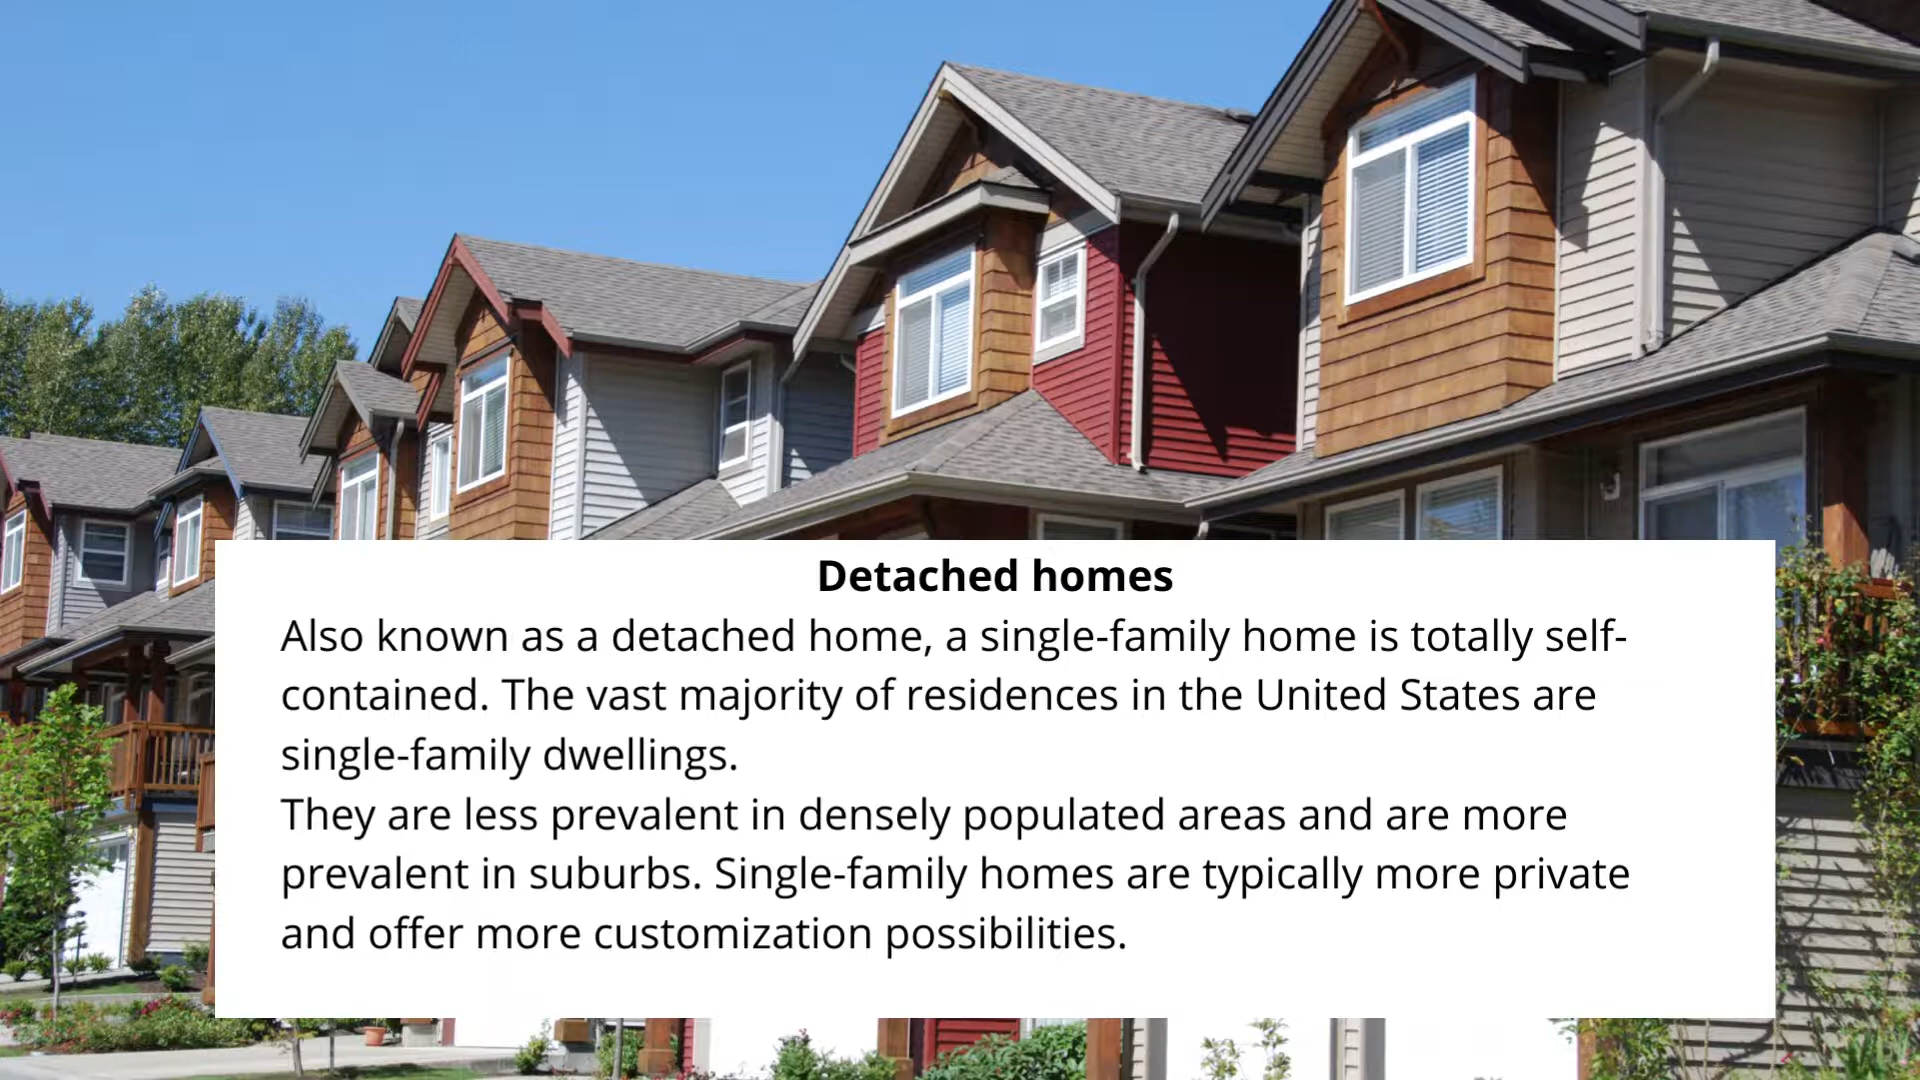 Detached homes
Also known as a detached home, a single-family home is totally self-
contained. The vast majority of residences in the United States are
single-family dwellings.
They are less prevalent in densely populated areas and are more
prevalent in suburbs. Single-family homes are typically more private
and offer more customization possibilities.